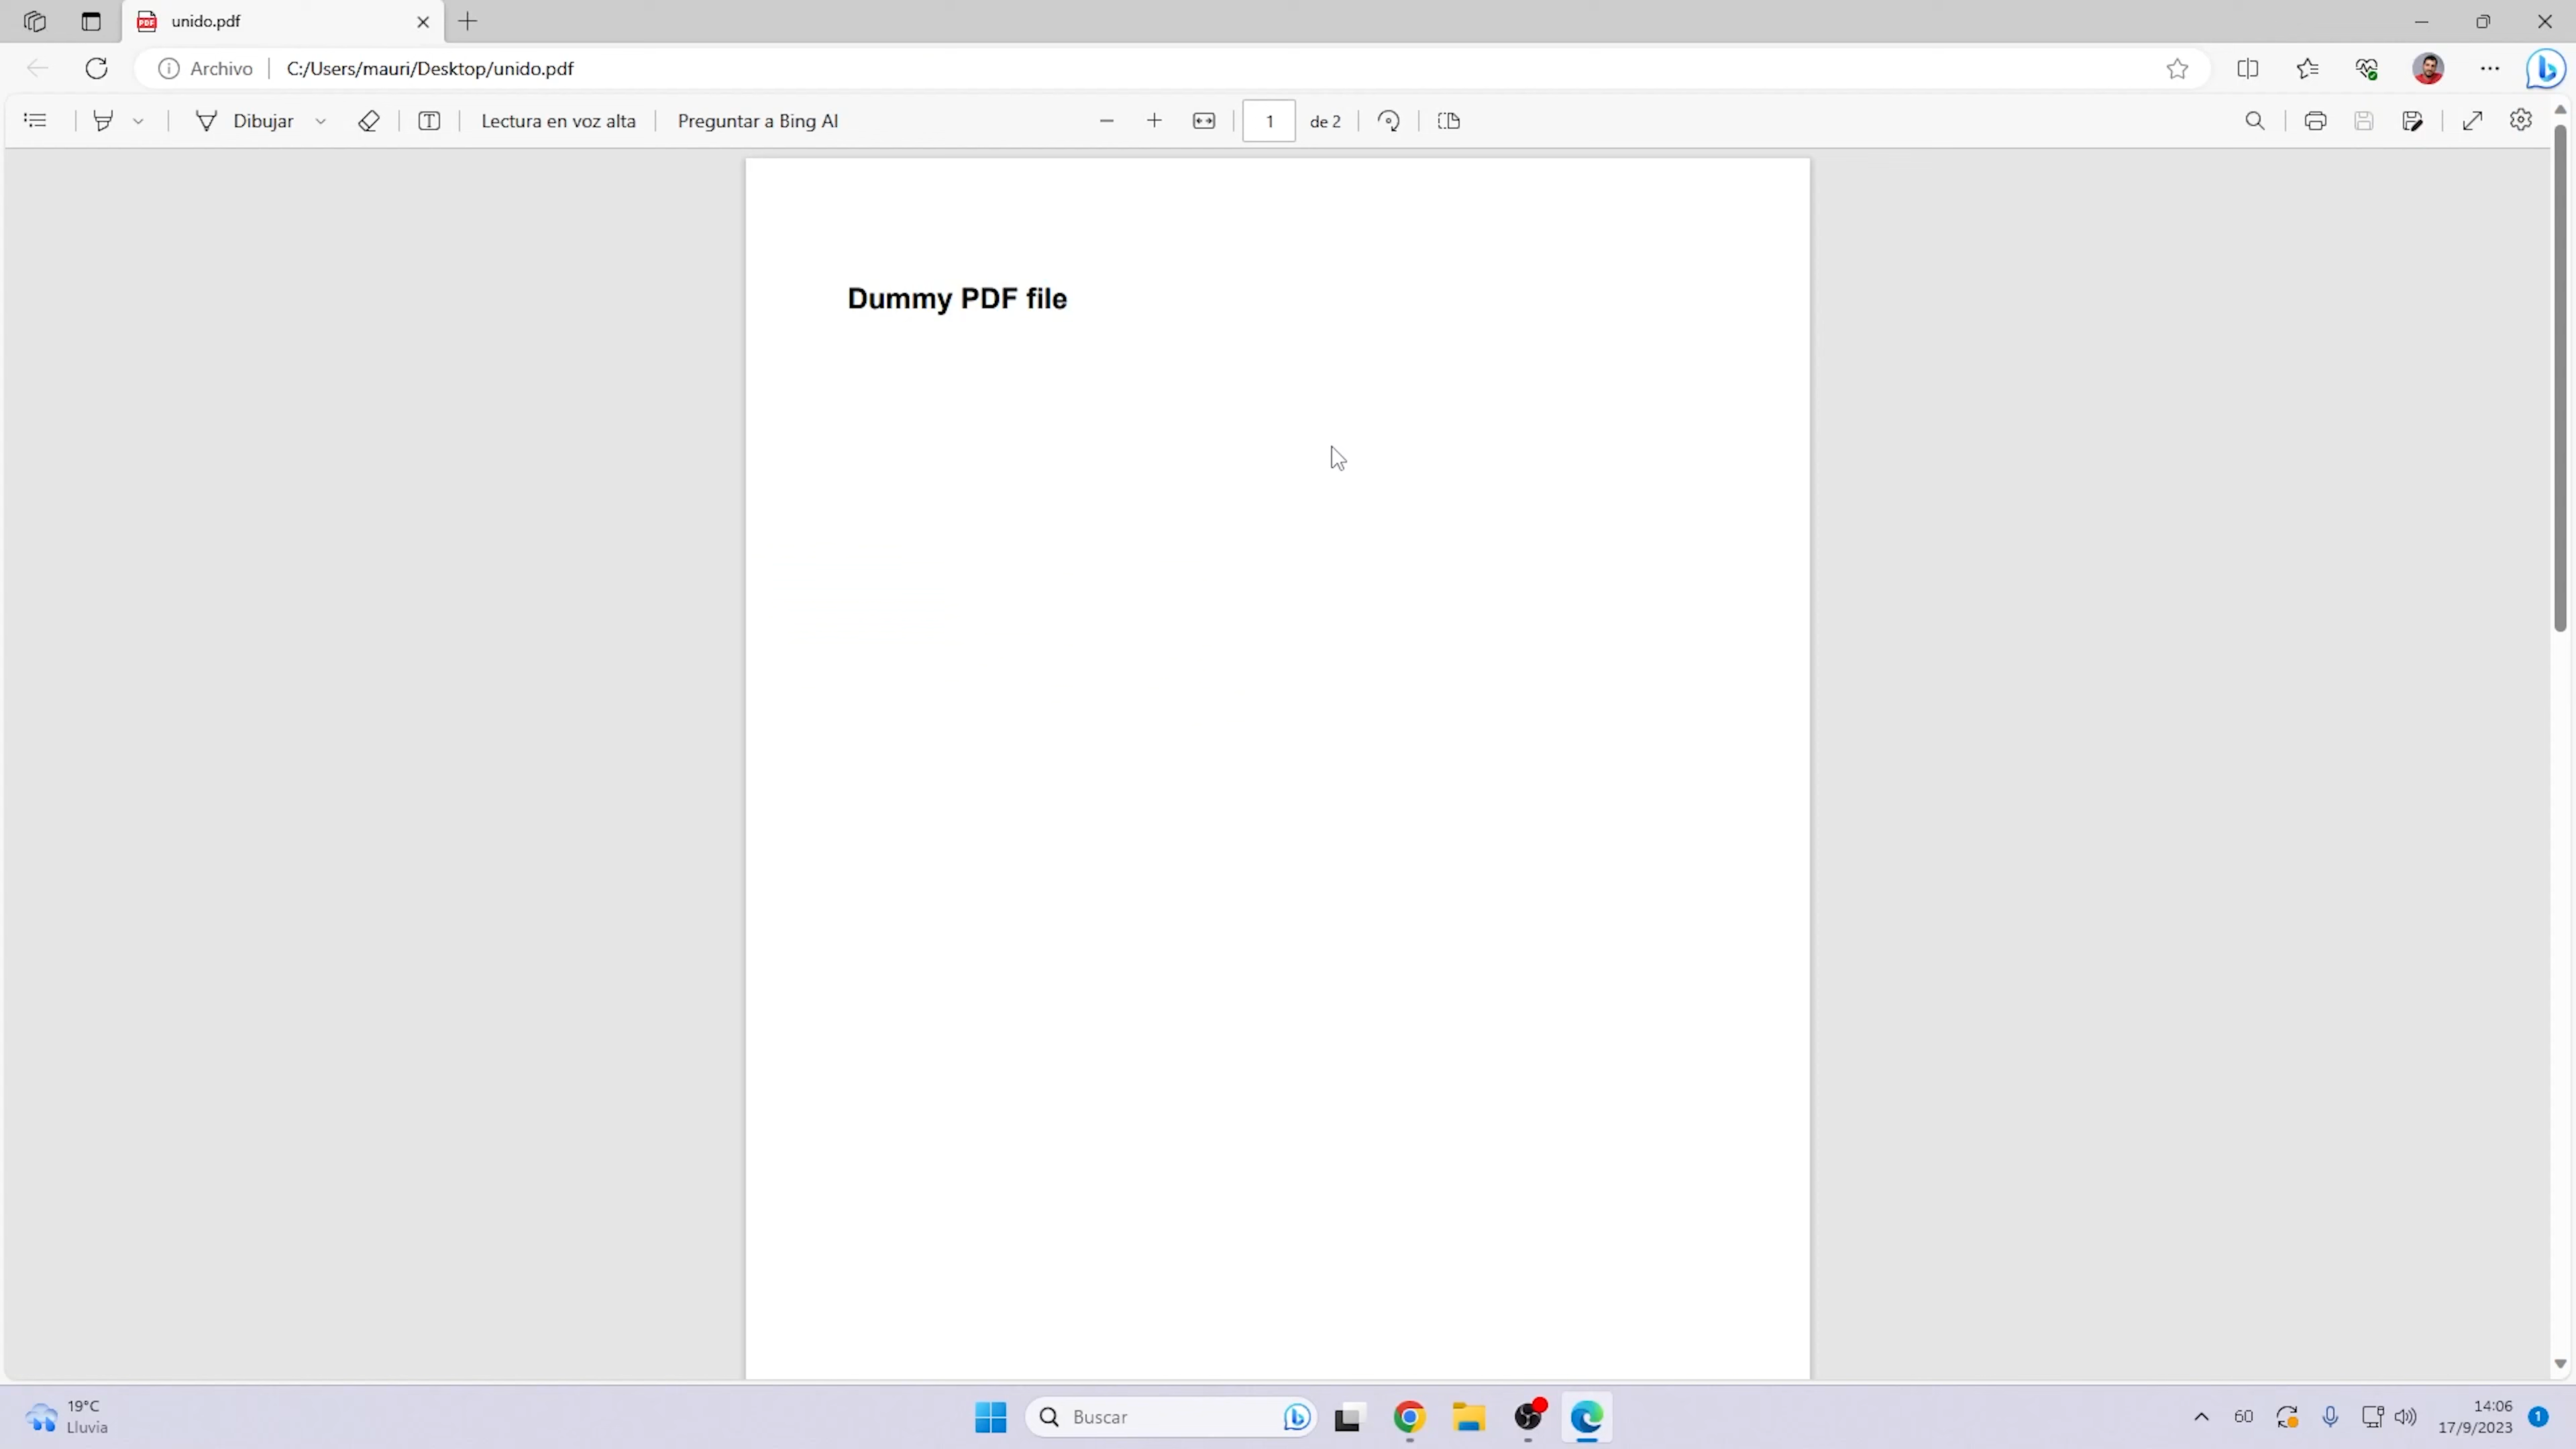 unido.pdf
Archivo
C:/Users/mauri/Desktop/unido.pdf
Dibujar
Lectura en voz alta
Preguntar a Bing AI
1
de 2
Dummy PDF file
19°C
Lluvia
Buscar
60
14:06
17/9/2023
1